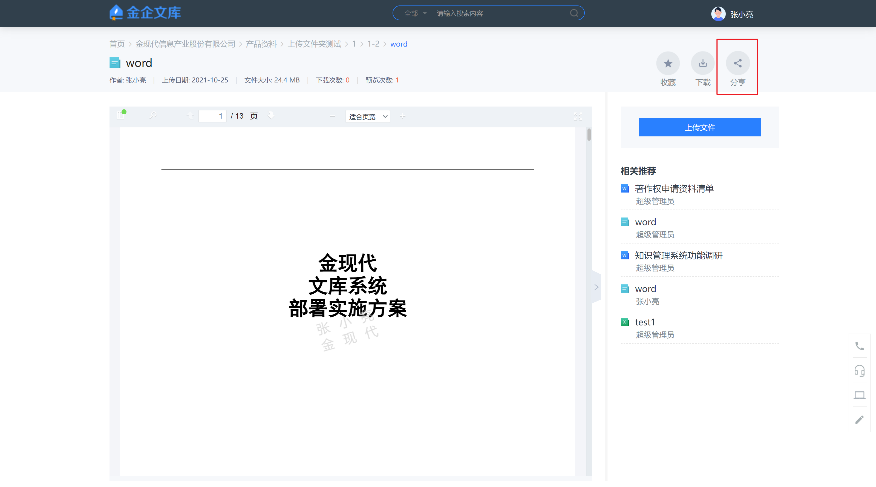 金企文库
全部 请输入搜索内容
张小亮
首页 > 金现代信息产业股份有限公司 > 产品资料 > 上传文件夹测试 > 1 > 1-2 > word
word
作者: 张小亮 | 上传日期: 2021-10-25 | 文件大小: 24.4 MB | 下载次数: 0 | 预览次数: 1
收藏 下载 分享
1 / 13 页 适合页宽
金现代
文库系统
部署实施方案
张小亮
金现代
上传文件
相关推荐
著作权申请资料清单
超级管理员
word
超级管理员
知识管理系统功能调研
超级管理员
word
张小亮
test1
超级管理员